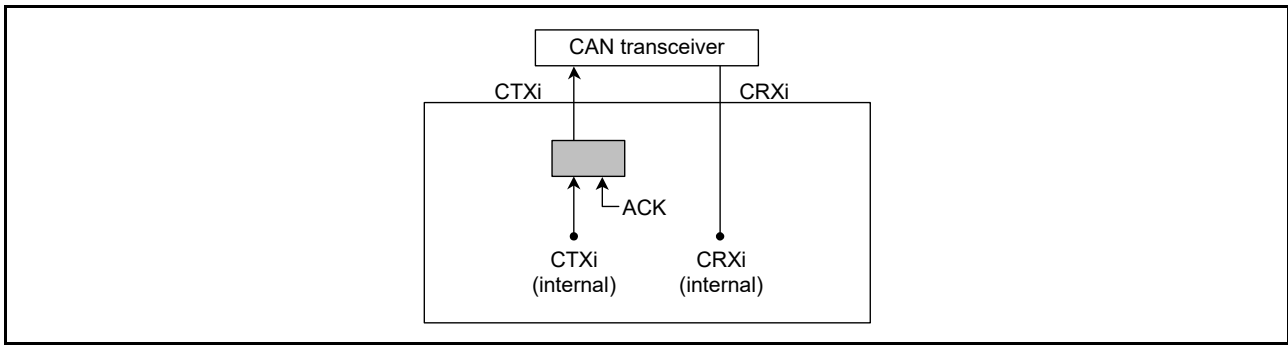 CAN transceiver
CTXi
CRXi
ACK
CTXi
(internal)
CRXi
(internal)